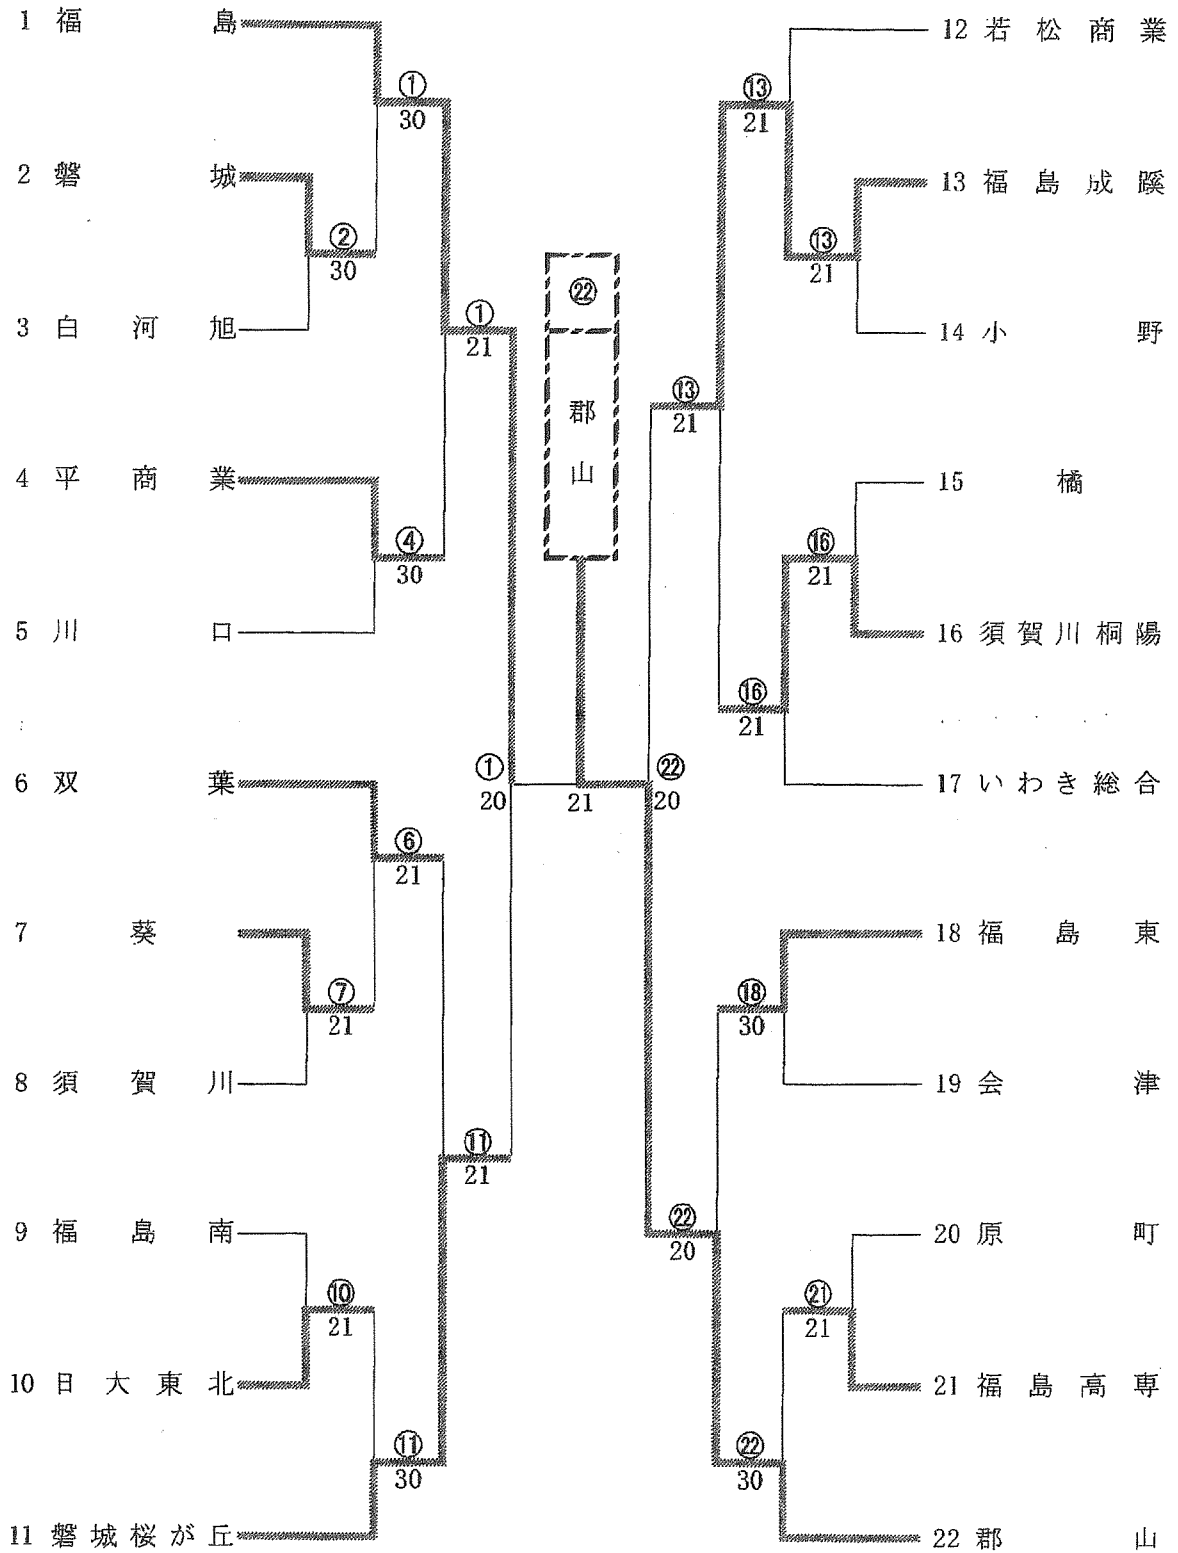 1 福島
①
30
2 磐城
②
30
3 白河旭
①
21
4 平商業
④
30
5 川口
6 双葉
⑥
21
7 葵
⑦
21
8 須賀川
⑪
21
9 福島南
⑩
21
10 日大東北
⑪
30
11 磐城桜が丘
①
20
㉒
郡山
21
㉒
20
12 若松商業
⑬
21
13 福島成蹊
⑬
21
14 小野
⑬
21
15 橘
⑯
21
16 須賀川桐陽
⑯
21
17 いわき総合
18 福島東
⑱
30
19 会津
㉒
20
20 原町
㉑
21
21 福島高専
㉒
30
22 郡山